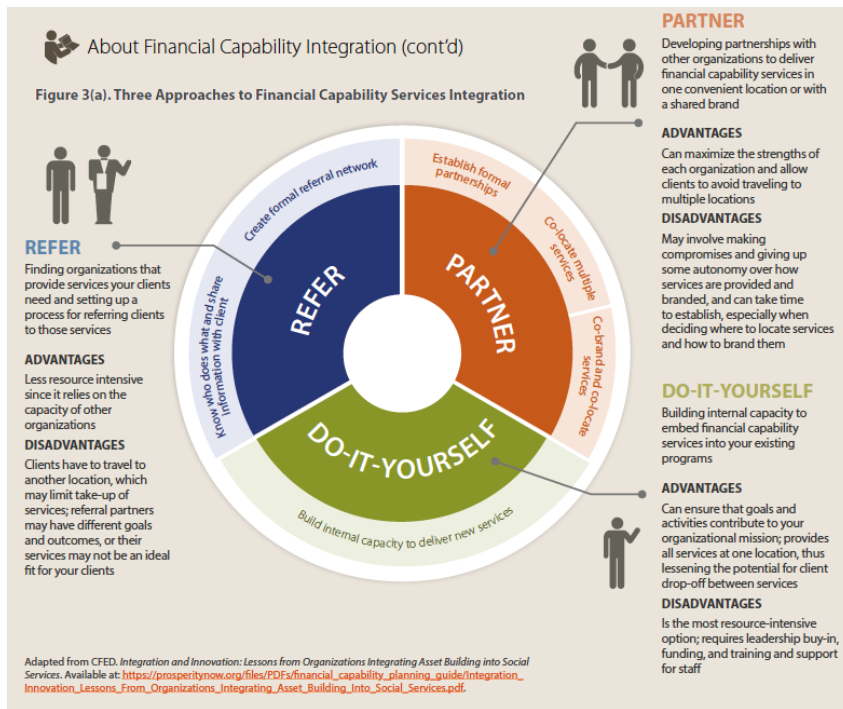 About Financial Capability Integration (cont'd)
Figure 3(a). Three Approaches to Financial Capability Services Integration
REFER
Finding organizations that
provide services your clients
need and setting up a
process for referring clients
to those services
ADVANTAGES
Less resource intensive
since it relies on the
capacity of other
organizations
DISADVANTAGES
Clients have to travel to
another location, which
may limit take-up of
services; referral partners
may have different goals
and outcomes, or their
services may not be an ideal
fit for your clients
Create formal referral network
Know who does what and share
information with client
REFER
Establish formal
partnerships
Co-locate multiple
services
Co-brand and co-locate
services
PARTNER
DO-IT-YOURSELF
Build internal capacity to deliver new services
PARTNER
Developing partnerships with
other organizations to deliver
financial capability services in
one convenient location or with
a shared brand
ADVANTAGES
Can maximize the strengths of
each organization and allow
clients to avoid traveling to
multiple locations
DISADVANTAGES
May involve making
compromises and giving up
some autonomy over how
services are provided and
branded, and can take time
to establish, especially when
deciding where to locate services
and how to brand them
DO-IT-YOURSELF
Building internal capacity to
embed financial capability
services into your existing
programs
ADVANTAGES
Can ensure that goals and
activities contribute to your
organizational mission; provides
all services at one location, thus
lessening the potential for client
drop-off between services
DISADVANTAGES
Is the most resource-intensive
option; requires leadership buy-in,
funding, and training and support
for staff
Adapted from CFED. Integration and Innovation: Lessons from Organizations Integrating Asset Building into Social
Services. Available at: https://prosperitynow.org/files/PDFs/financial_capability_planning_guide/Integration_
Innovation_Lessons_From_Organizations_Integrating_Asset_Building_Into_Social_Services.pdf.